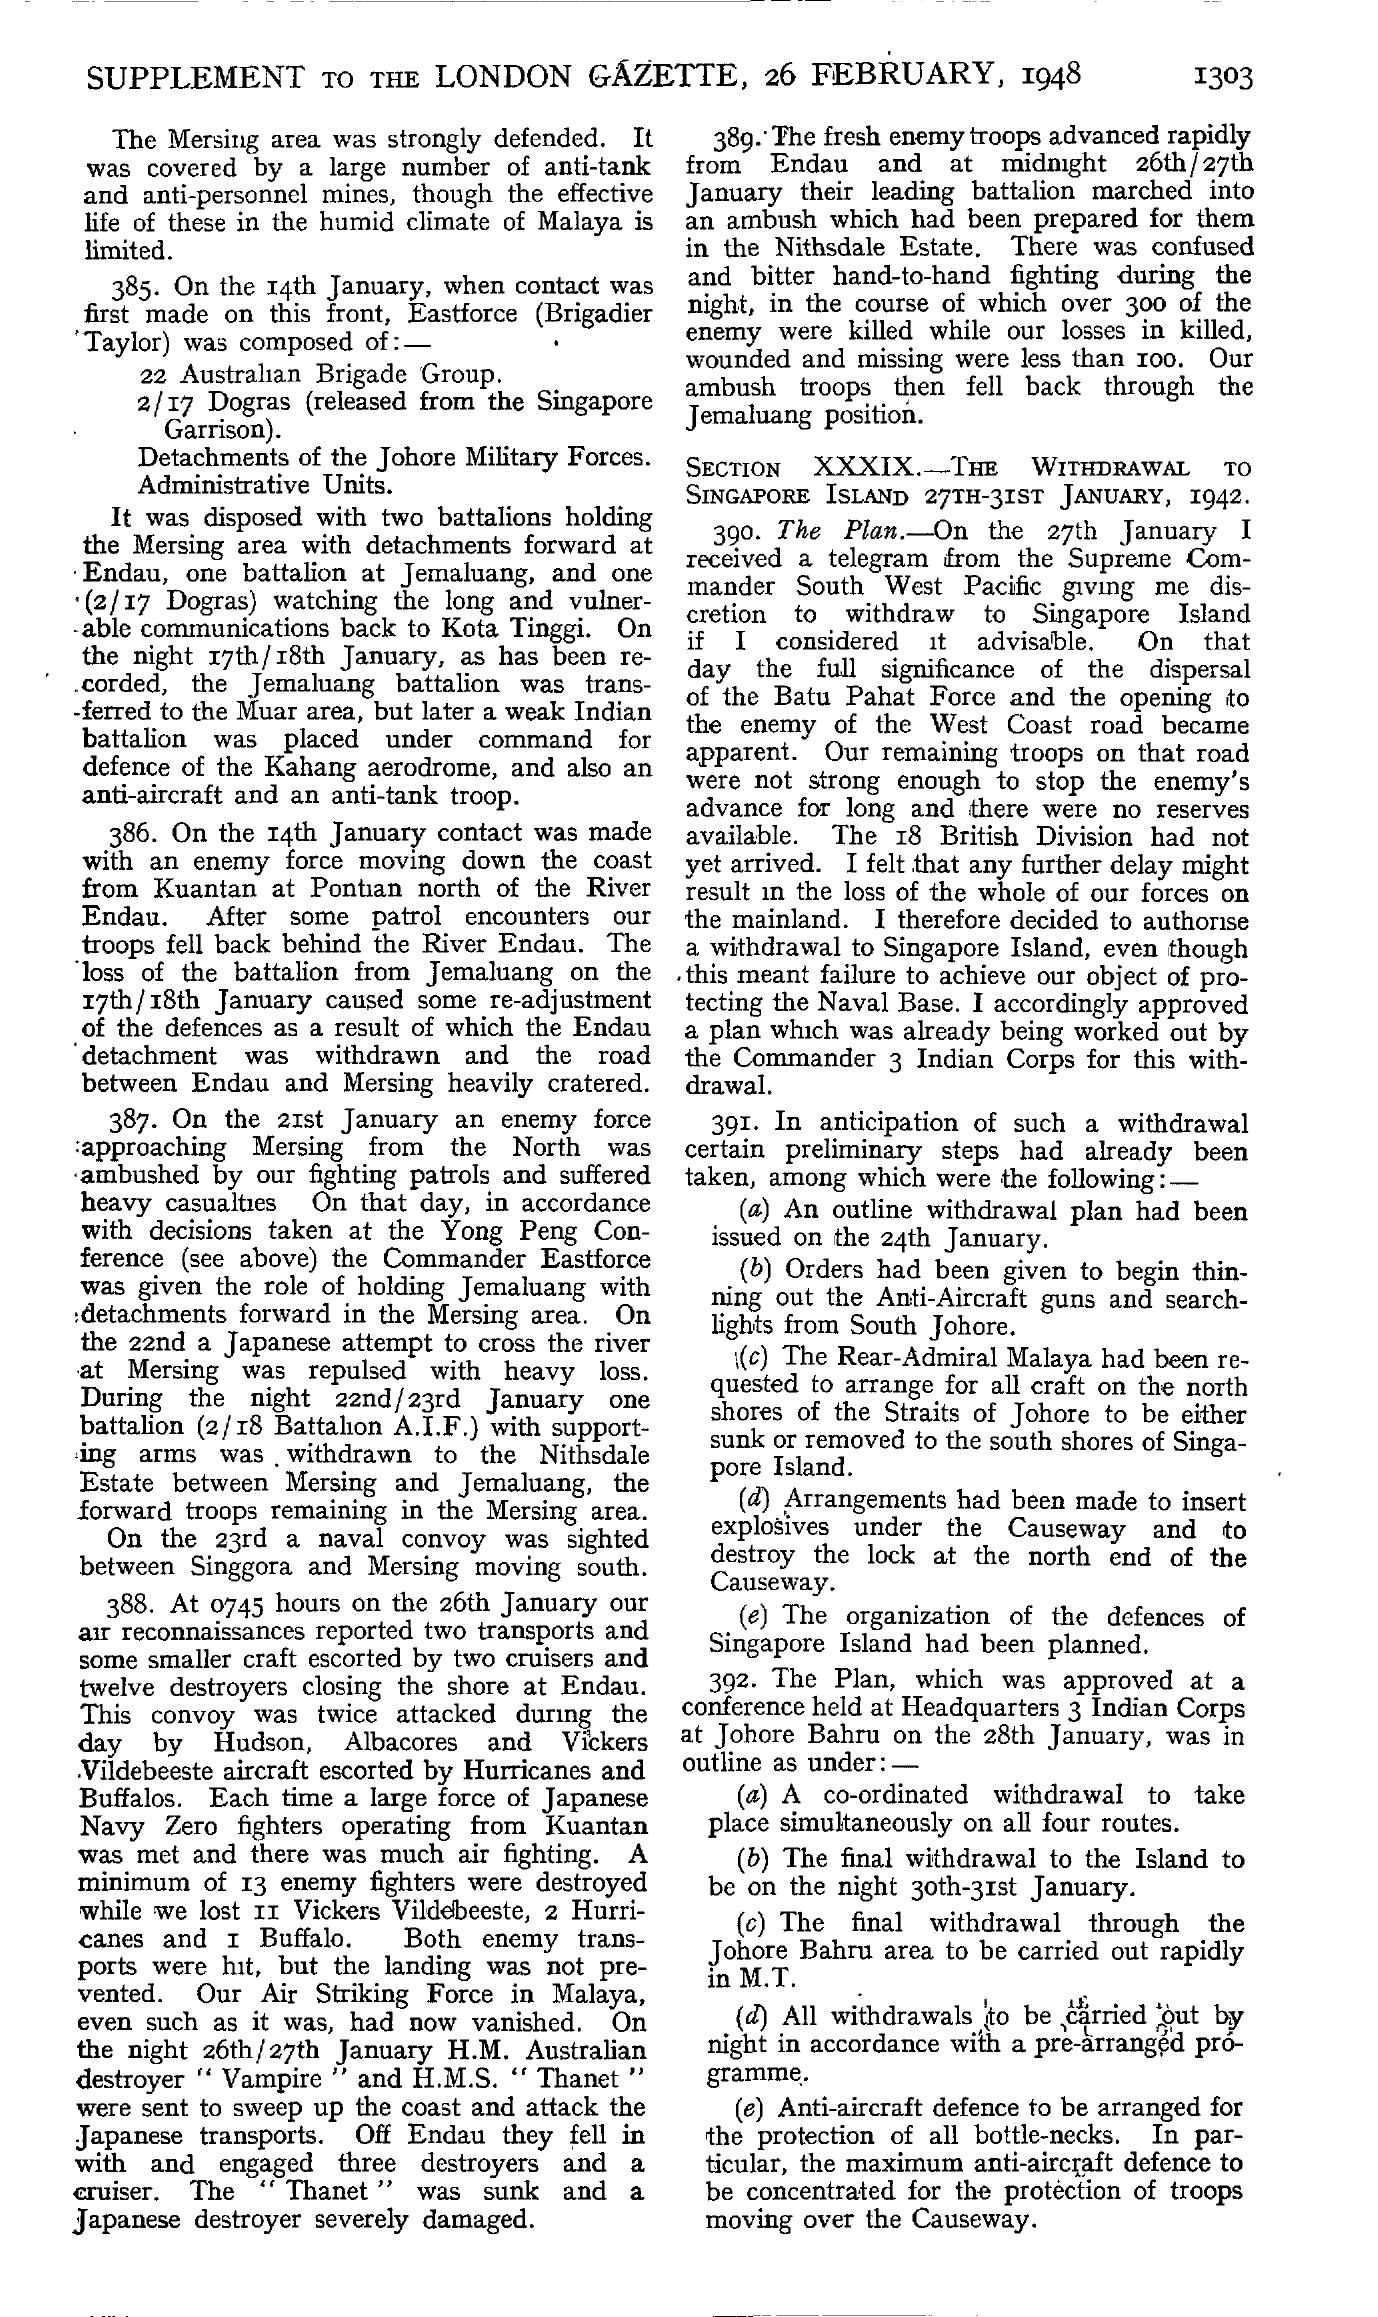 SUPPLEMENT TO THE LONDON GAZETTE, 26 FEBRUARY, 1948 1303
The Mersing area was strongly defended. It
was covered by a large number of anti-tank
and anti-personnel mines, though the effective
life of these in the humid climate of Malaya is
limited.
385. On the 14th January, when contact was
first made on this front, Eastforce (Brigadier
Taylor) was composed of:—
22 Australian Brigade Group.
2/17 Dogras (released from the Singapore
Garrison).
Detachments of the Johore Military Forces.
Administrative Units.
It was disposed with two battalions holding
the Mersing area with detachments forward at
Endau, one battalion at Jemaluang, and one
(2/17 Dogras) watching the long and vulner-
able communications back to Kota Tinggi. On
the night 17th/18th January, as has been re-
corded, the Jemaluang battalion was trans-
ferred to the Muar area, but later a weak Indian
battalion was placed under command for
defence of the Kahang aerodrome, and also an
anti-aircraft and an anti-tank troop.
386. On the 14th January contact was made
with an enemy force moving down the coast
from Kuantan at Pontian north of the River
Endau. After some patrol encounters our
troops fell back behind the River Endau. The
loss of the battalion from Jemaluang on the
17th/18th January caused some re-adjustment
of the defences as a result of which the Endau
detachment was withdrawn and the road
between Endau and Mersing heavily cratered.
387. On the 21st January an enemy force
approaching Mersing from the North was
ambushed by our fighting patrols and suffered
heavy casualties On that day, in accordance
with decisions taken at the Yong Peng Con-
ference (see above) the Commander Eastforce
was given the role of holding Jemaluang with
detachments forward in the Mersing area. On
the 22nd a Japanese attempt to cross the river
at Mersing was repulsed with heavy loss.
During the night 22nd/23rd January one
battalion (2/18 Battalion A.I.F.) with support-
ing arms was withdrawn to the Nithsdale
Estate between Mersing and Jemaluang, the
forward troops remaining in the Mersing area.
On the 23rd a naval convoy was sighted
between Singgora and Mersing moving south.
388. At 0745 hours on the 26th January our
air reconnaissances reported two transports and
some smaller craft escorted by two cruisers and
twelve destroyers closing the shore at Endau.
This convoy was twice attacked during the
day by Hudson, Albacores and Vickers
Vildebeeste aircraft escorted by Hurricanes and
Buffalos. Each time a large force of Japanese
Navy Zero fighters operating from Kuantan
was met and there was much air fighting. A
minimum of 13 enemy fighters were destroyed
while we lost 11 Vickers Vildebeeste, 2 Hurri-
canes and 1 Buffalo. Both enemy trans-
ports were hit, but the landing was not pre-
vented. Our Air Striking Force in Malaya,
even such as it was, had now vanished. On
the night 26th/27th January H.M. Australian
destroyer " Vampire " and H.M.S. " Thanet "
were sent to sweep up the coast and attack the
Japanese transports. Off Endau they fell in
with and engaged three destroyers and a
cruiser. The " Thanet " was sunk and a
Japanese destroyer severely damaged.
389. The fresh enemy troops advanced rapidly
from Endau and at midnight 26th/27th
January their leading battalion marched into
an ambush which had been prepared for them
in the Nithsdale Estate. There was confused
and bitter hand-to-hand fighting during the
night, in the course of which over 300 of the
enemy were killed while our losses in killed,
wounded and missing were less than 100. Our
ambush troops then fell back through the
Jemaluang position.
SECTION XXXIX.—THE WITHDRAWAL TO
SINGAPORE ISLAND 27TH-31ST JANUARY, 1942.
390. The Plan.—On the 27th January I
received a telegram from the Supreme Com-
mander South West Pacific giving me dis-
cretion to withdraw to Singapore Island
if I considered it advisable. On that
day the full significance of the dispersal
of the Batu Pahat Force and the opening to
the enemy of the West Coast road became
apparent. Our remaining troops on that road
were not strong enough to stop the enemy's
advance for long and there were no reserves
available. The 18 British Division had not
yet arrived. I felt that any further delay might
result in the loss of the whole of our forces on
the mainland. I therefore decided to authorise
a withdrawal to Singapore Island, even though
this meant failure to achieve our object of pro-
tecting the Naval Base. I accordingly approved
a plan which was already being worked out by
the Commander 3 Indian Corps for this with-
drawal.
391. In anticipation of such a withdrawal
certain preliminary steps had already been
taken, among which were the following:—
(a) An outline withdrawal plan had been
issued on the 24th January.
(b) Orders had been given to begin thin-
ning out the Anti-Aircraft guns and search-
lights from South Johore.
(c) The Rear-Admiral Malaya had been re-
quested to arrange for all craft on the north
shores of the Straits of Johore to be either
sunk or removed to the south shores of Singa-
pore Island.
(d) Arrangements had been made to insert
explosives under the Causeway and to
destroy the lock at the north end of the
Causeway.
(e) The organization of the defences of
Singapore Island had been planned.
392. The Plan, which was approved at a
conference held at Headquarters 3 Indian Corps
at Johore Bahru on the 28th January, was in
outline as under:—
(a) A co-ordinated withdrawal to take
place simultaneously on all four routes.
(b) The final withdrawal to the Island to
be on the night 30th-31st January.
(c) The final withdrawal through the
Johore Bahru area to be carried out rapidly
in M.T.
(d) All withdrawals to be carried out by
night in accordance with a pre-arranged pro-
gramme.
(e) Anti-aircraft defence to be arranged for
the protection of all bottle-necks. In par-
ticular, the maximum anti-aircraft defence to
be concentrated for the protection of troops
moving over the Causeway.